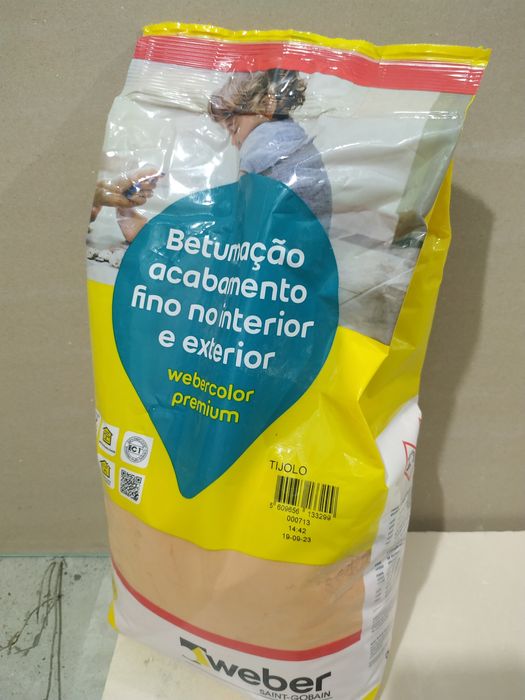 Betumação
acabamento
fino no interior
e exterior
webercolor
premium
TIJOLO
5 609656 133299
000713
14:42
19-09-23
weber
SAINT-GOBAIN